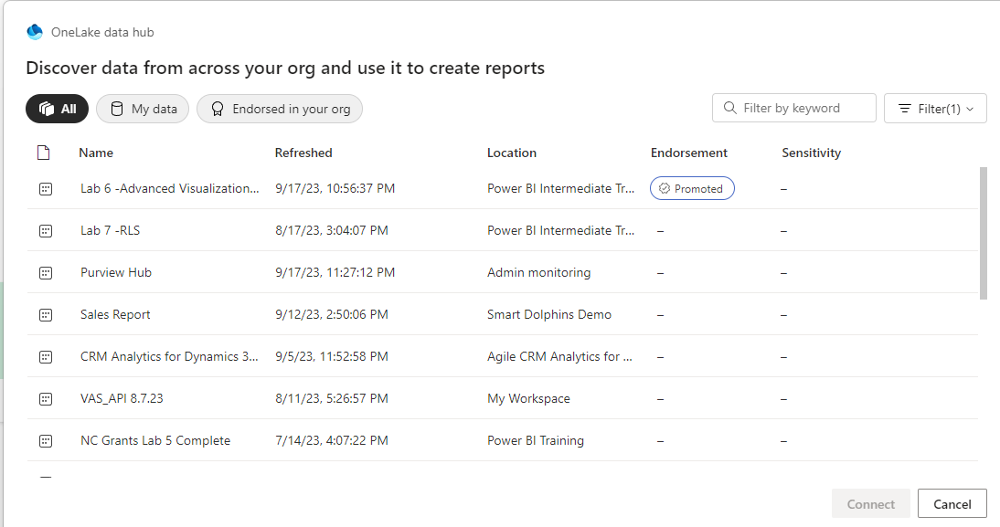 OneLake data hub
Discover data from across your org and use it to create reports
All My data Endorsed in your org Filter by keyword Filter(1)
Name Refreshed Location Endorsement Sensitivity
Lab 6 -Advanced Visualization... 9/17/23, 10:56:37 PM Power BI Intermediate Tr... Promoted –
Lab 7 -RLS 8/17/23, 3:04:07 PM Power BI Intermediate Tr... – –
Purview Hub 9/17/23, 11:27:12 PM Admin monitoring – –
Sales Report 9/12/23, 2:50:06 PM Smart Dolphins Demo – –
CRM Analytics for Dynamics 3... 9/5/23, 11:52:58 PM Agile CRM Analytics for ... – –
VAS_API 8.7.23 8/11/23, 5:26:57 PM My Workspace – –
NC Grants Lab 5 Complete 7/14/23, 4:07:22 PM Power BI Training – –
Connect Cancel